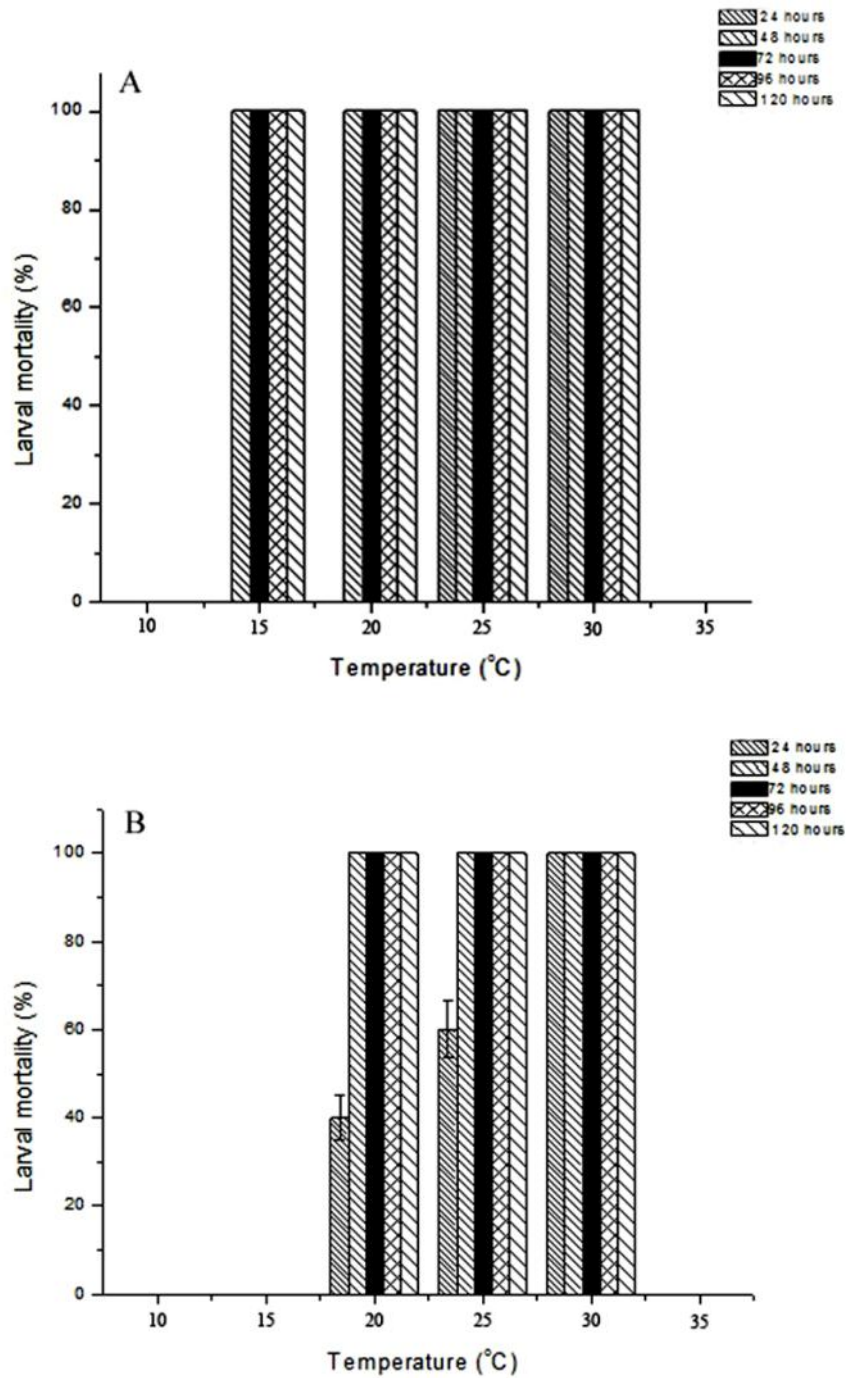 24 hours
48 hours
72 hours
96 hours
120 hours
A
100
80
60
40
20
0
Larval mortality (%)
10 15 20 25 30 35
Temperature (°C)
24 hours
48 hours
72 hours
96 hours
120 hours
B
100
80
60
40
20
0
Larval mortality (%)
10 15 20 25 30 35
Temperature (°C)